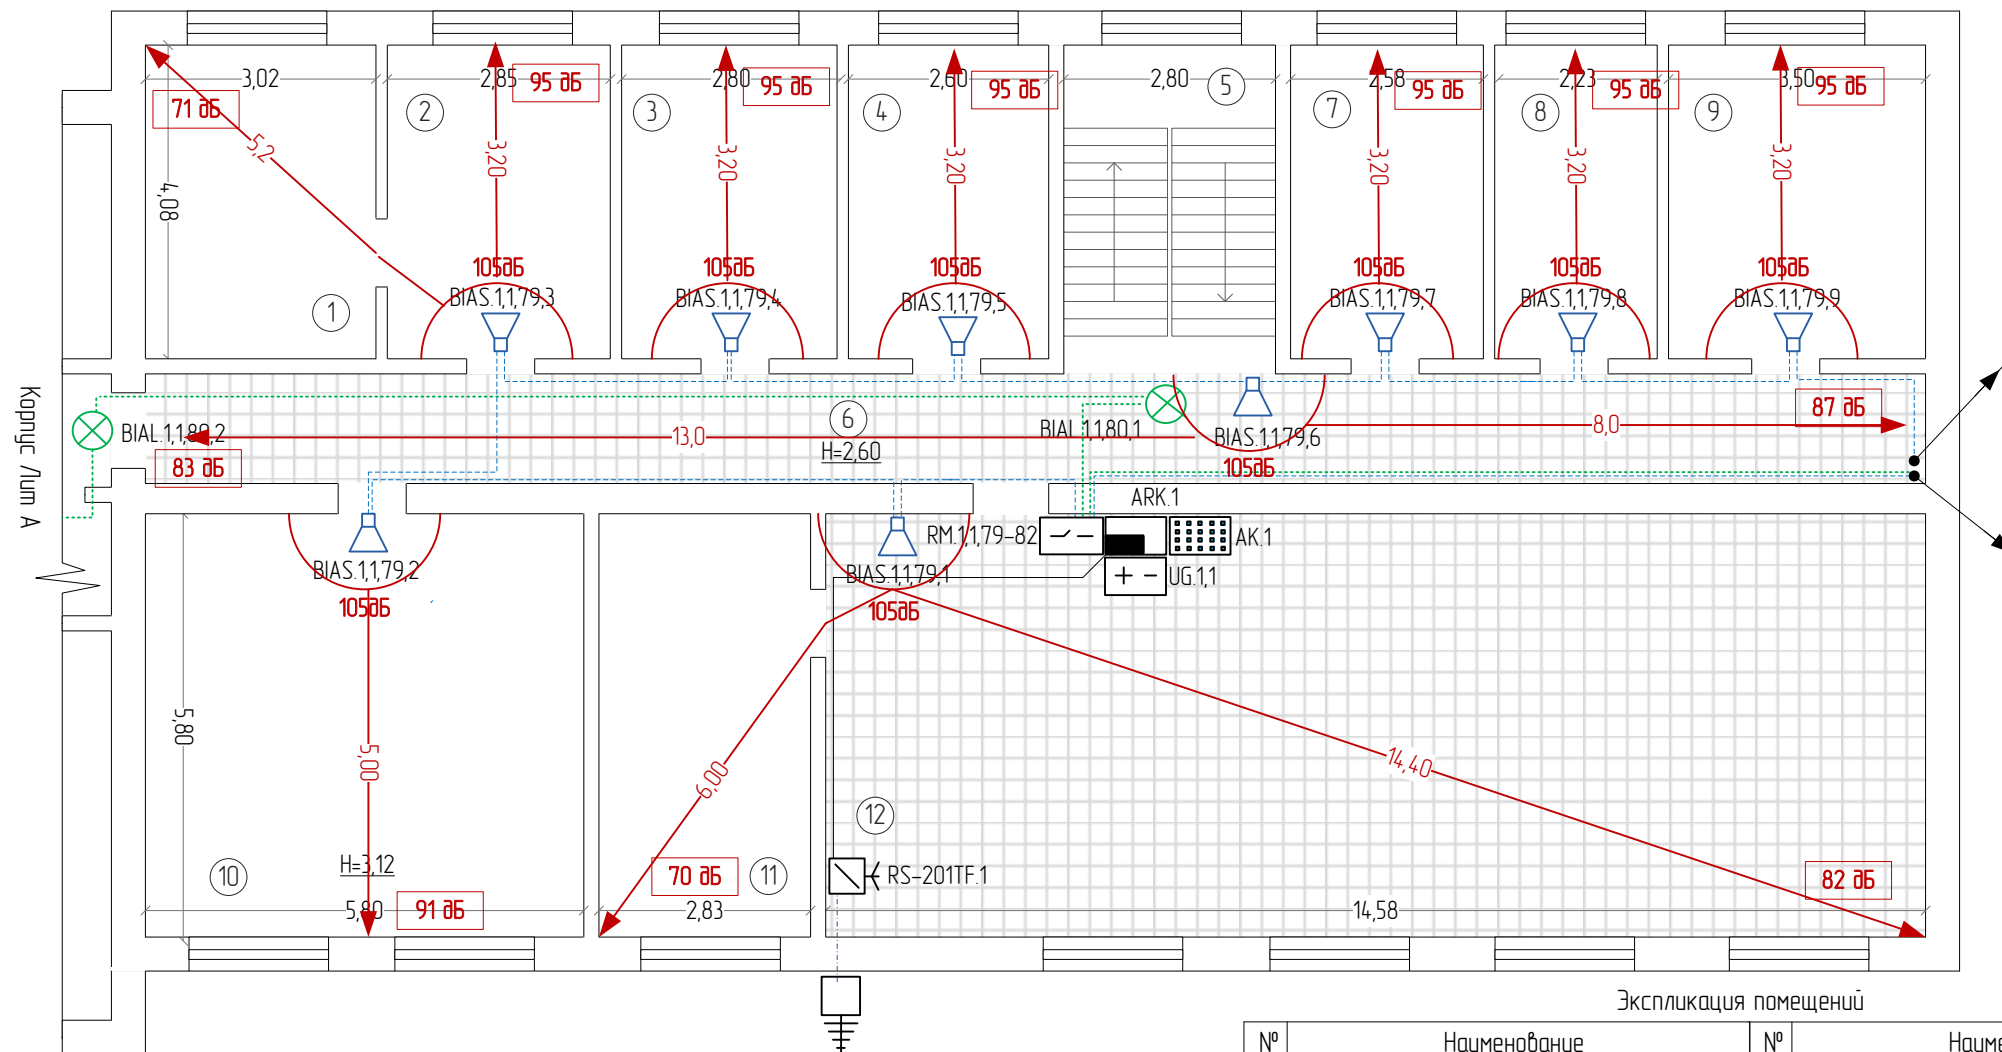 3,02
2,85
2,80
2,60
2,80
2,58
2,23
3,50
71 дБ
95 дБ
95 дБ
95 дБ
95 дБ
95 дБ
95 дБ
2
3
4
5
7
8
9
5,2
3,20
3,20
3,20
3,20
3,20
3,20
4,08
105дБ
105дБ
105дБ
105дБ
105дБ
105дБ
BIAS.1,1,79,3
BIAS.1,1,79,4
BIAS.1,1,79,5
BIAS.1,1,79,7
BIAS.1,1,79,8
BIAS.1,1,79,9
1
Корпус Лит А
BIAL.1,1,80,2
83 дБ
13,0
6
H=2,60
BIAL.1,1,80,1
BIAS.1,1,79,6
105дБ
8,0
87 дБ
ARK.1
RM.1,1,79-82
AK.1
UG.1,1
BIAS.1,1,79,2
105дБ
BIAS.1,1,79,1
105дБ
5,80
5,00
6,00
14,40
12
H=3,12
10
70 дБ
11
RS-201TF.1
82 дБ
5,80
91 дБ
2,83
14,58
Экспликация помещений
№
Наименование
№
Наиме